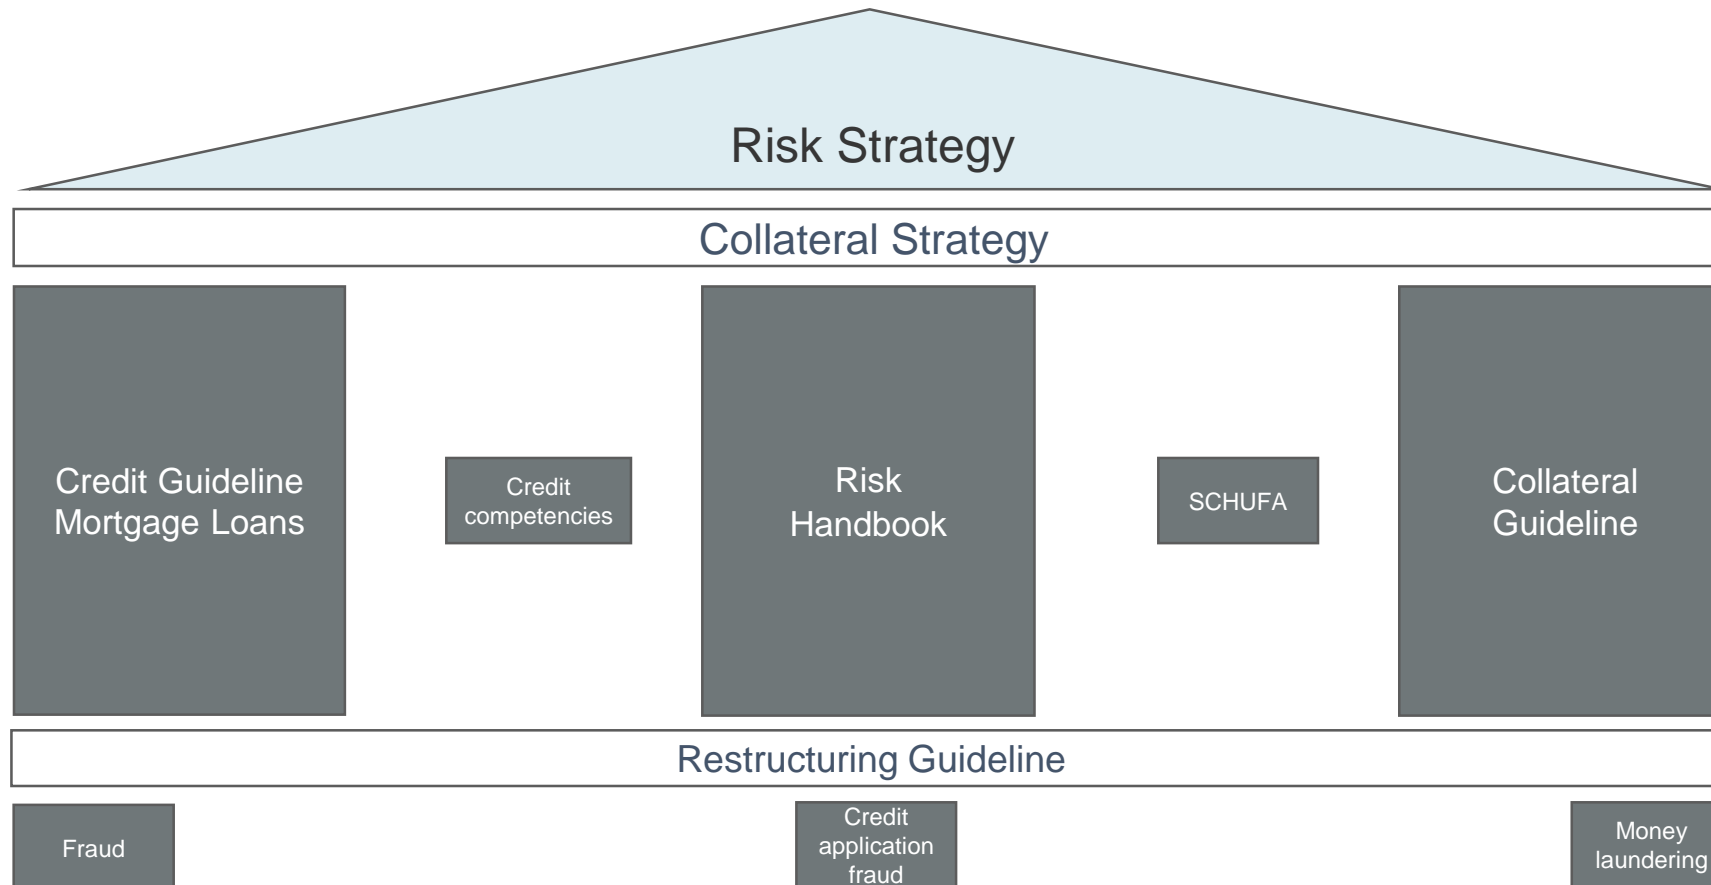 Risk Strategy
Collateral Strategy
Credit Guideline
Mortgage Loans
Credit
competencies
Risk
Handbook
SCHUFA
Collateral
Guideline
Restructuring Guideline
Fraud
Credit
application
fraud
Money
laundering